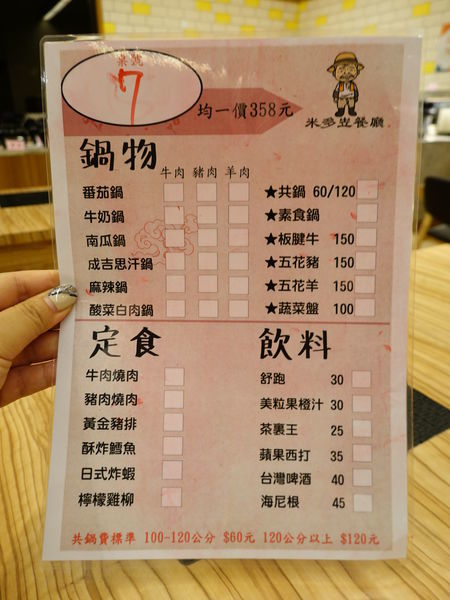 桌號
7
均一價358元
米多笠餐廳
鍋物
牛肉 豬肉 羊肉
番茄鍋
牛奶鍋
南瓜鍋
成吉思汗鍋
麻辣鍋
酸菜白肉鍋
★共鍋 60/120
★素食鍋
★板腱牛 150
★五花豬 150
★五花羊 150
★蔬菜盤 100
定食
牛肉燒肉
豬肉燒肉
黃金豬排
酥炸鱈魚
日式炸蝦
檸檬雞柳
飲料
舒跑 30
美粒果橙汁 30
茶裏王 25
蘋果西打 35
台灣啤酒 40
海尼根 45
共鍋費標準 100-120公分 $60元 120公分以上 $120元